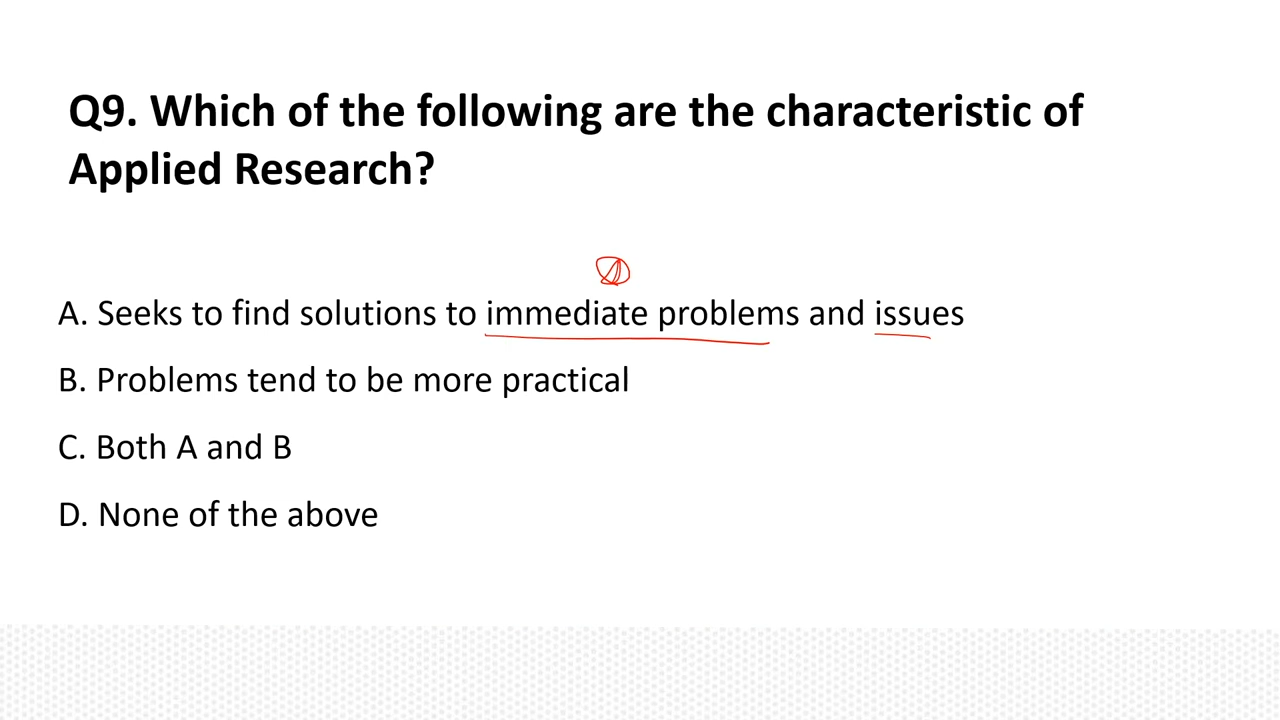 Q9. Which of the following are the characteristic of
Applied Research?
A. Seeks to find solutions to immediate problems and issues
B. Problems tend to be more practical
C. Both A and B
D. None of the above